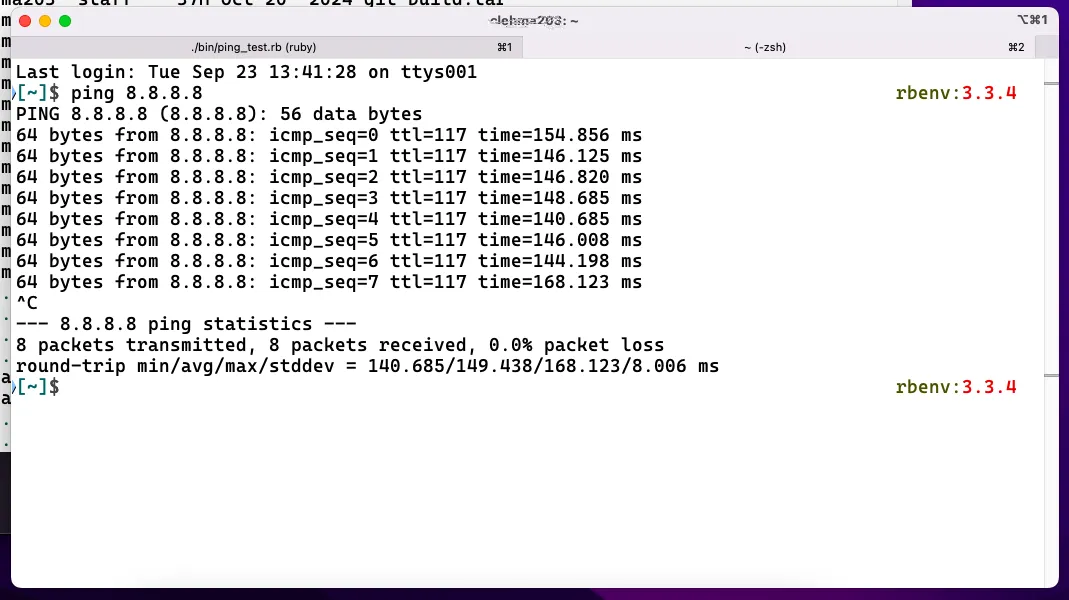 staff 37n Oct 20 2024 git build.tar
: ~
⌥⌘1
./bin/ping_test.rb (ruby) ⌘1
~ (-zsh) ⌘2
Last login: Tue Sep 23 13:41:28 on ttys001
[~]$ ping 8.8.8.8 rbenv:3.3.4
PING 8.8.8.8 (8.8.8.8): 56 data bytes
64 bytes from 8.8.8.8: icmp_seq=0 ttl=117 time=154.856 ms
64 bytes from 8.8.8.8: icmp_seq=1 ttl=117 time=146.125 ms
64 bytes from 8.8.8.8: icmp_seq=2 ttl=117 time=146.820 ms
64 bytes from 8.8.8.8: icmp_seq=3 ttl=117 time=148.685 ms
64 bytes from 8.8.8.8: icmp_seq=4 ttl=117 time=140.685 ms
64 bytes from 8.8.8.8: icmp_seq=5 ttl=117 time=146.008 ms
64 bytes from 8.8.8.8: icmp_seq=6 ttl=117 time=144.198 ms
64 bytes from 8.8.8.8: icmp_seq=7 ttl=117 time=168.123 ms
^C
--- 8.8.8.8 ping statistics ---
8 packets transmitted, 8 packets received, 0.0% packet loss
round-trip min/avg/max/stddev = 140.685/149.438/168.123/8.006 ms
[~]$ rbenv:3.3.4